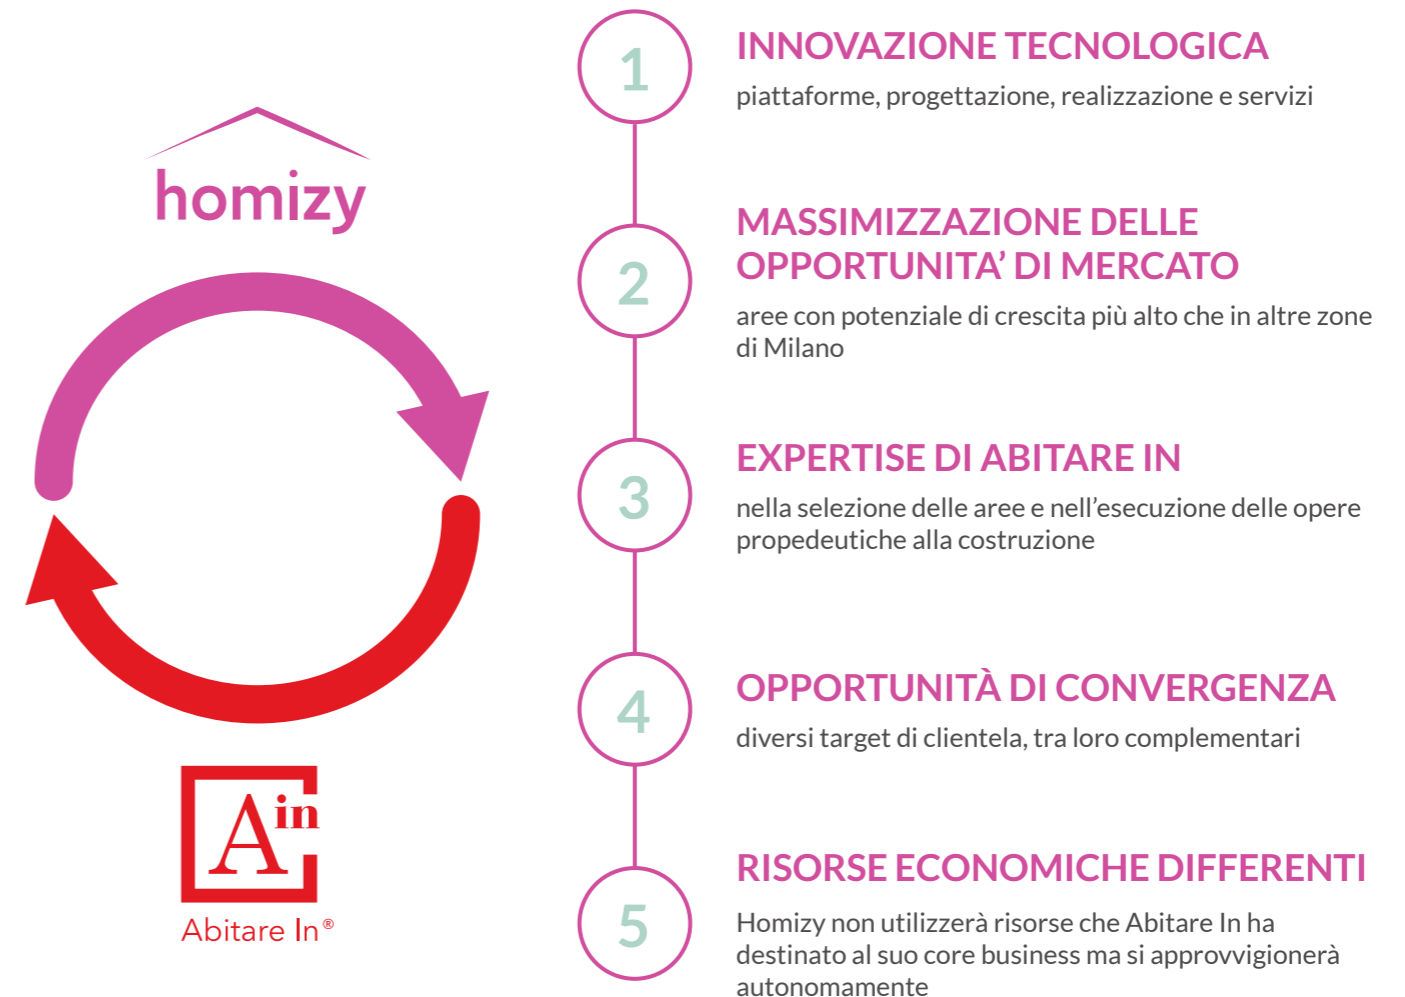 homizy
Ain
Abitare In®
1
INNOVAZIONE TECNOLOGICA
piattaforme, progettazione, realizzazione e servizi
2
MASSIMIZZAZIONE DELLE
OPPORTUNITA’ DI MERCATO
aree con potenziale di crescita più alto che in altre zone
di Milano
3
EXPERTISE DI ABITARE IN
nella selezione delle aree e nell’esecuzione delle opere
propedeutiche alla costruzione
4
OPPORTUNITÀ DI CONVERGENZA
diversi target di clientela, tra loro complementari
5
RISORSE ECONOMICHE DIFFERENTI
Homizy non utilizzerà risorse che Abitare In ha
destinato al suo core business ma si approvvigionerà
autonomamente